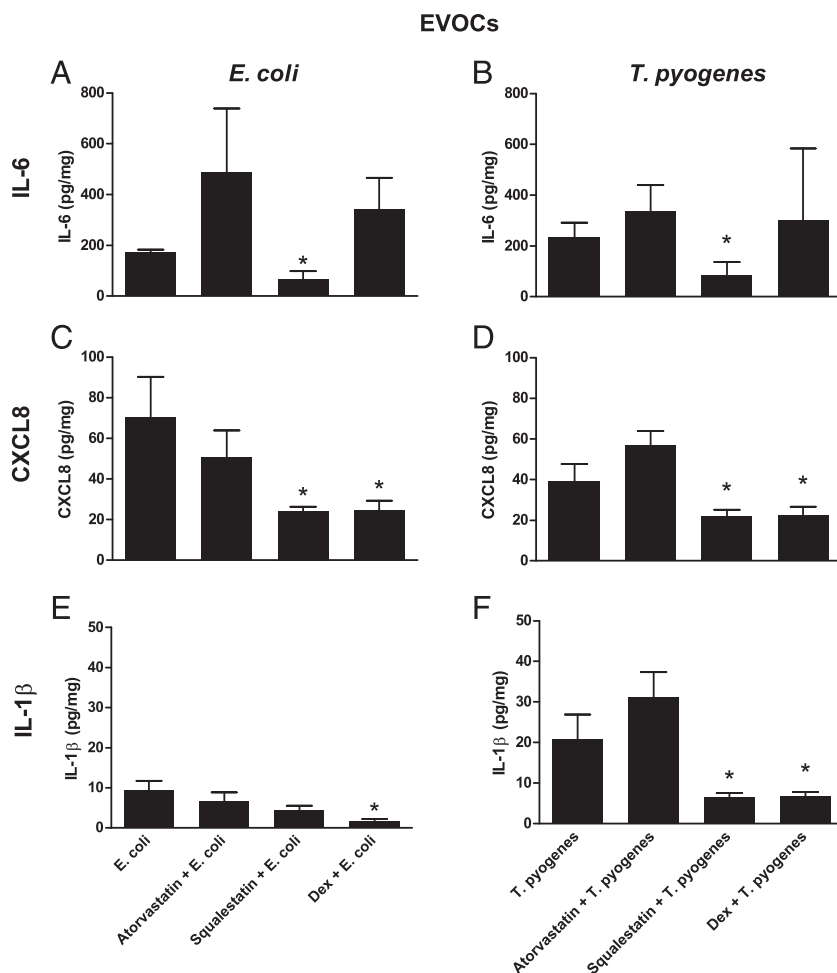 EVOCs
A
E. coli
B
T. pyogenes
IL-6
IL-6 (pg/mg)
800
600
400
200
0
*
IL-6 (pg/mg)
800
600
400
200
0
*
C
D
CXCL8
CXCL8 (pg/mg)
100
80
60
40
20
0
*
*
CXCL8 (pg/mg)
100
80
60
40
20
0
*
*
E
F
IL-1β
IL-1β (pg/mg)
50
40
30
20
10
0
*
IL-1β (pg/mg)
50
40
30
20
10
0
*
*
E. coli
Atorvastatin + E. coli
Squalestatin + E. coli
Dex + E. coli
T. pyogenes
Atorvastatin + T. pyogenes
Squalestatin + T. pyogenes
Dex + T. pyogenes